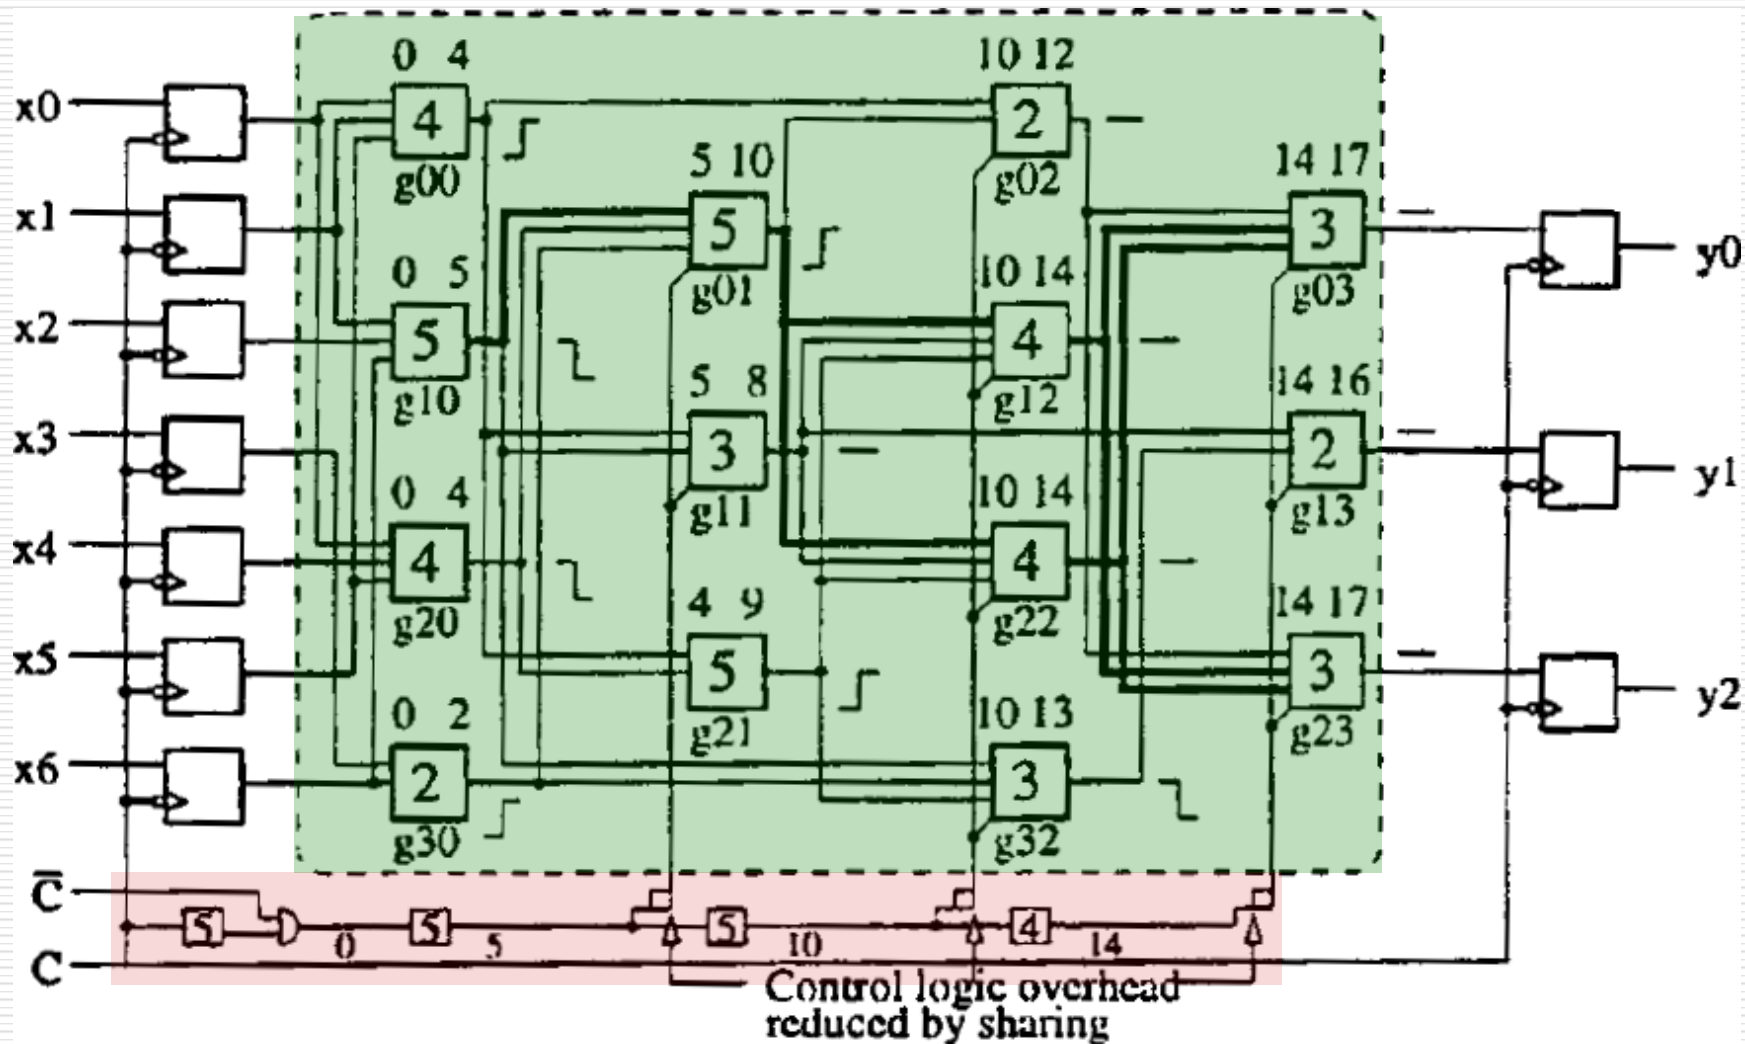 0 4
10 12
x0
4
2
g00
g02
5 10
14 17
x1
5
3
g01
g03
0 5
10 14
y0
x2
5
4
g10
g12
5 8
14 16
x3
3
2
g11
g13
0 4
10 14
y1
x4
4
4
g20
g22
4 9
14 17
x5
5
3
g21
g23
0 2
10 13
y2
x6
2
3
g30
g32
C̅
5
5
5
4
0
5
10
14
C
Control logic overhead
reduced by sharing